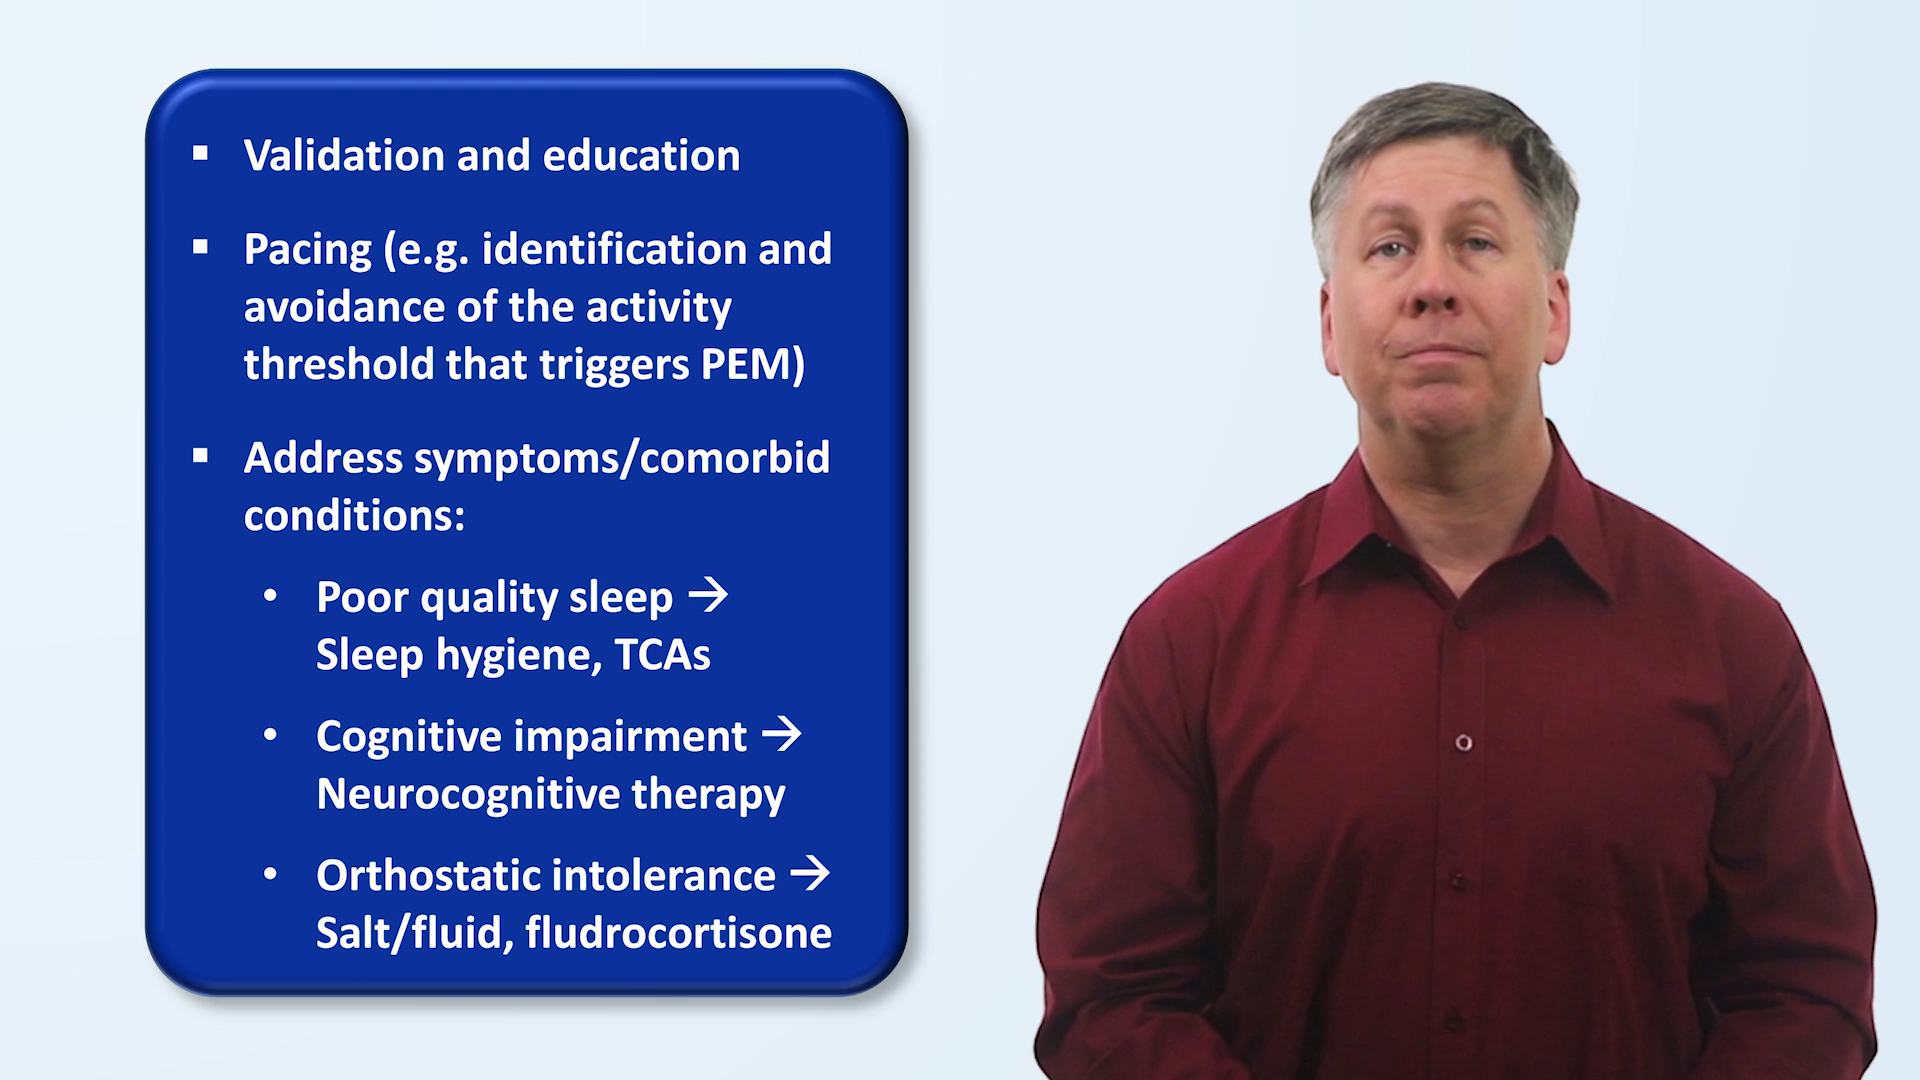 ▪ Validation and education
▪ Pacing (e.g. identification and
avoidance of the activity
threshold that triggers PEM)
▪ Address symptoms/comorbid
conditions:
• Poor quality sleep →
Sleep hygiene, TCAs
• Cognitive impairment →
Neurocognitive therapy
• Orthostatic intolerance →
Salt/fluid, fludrocortisone